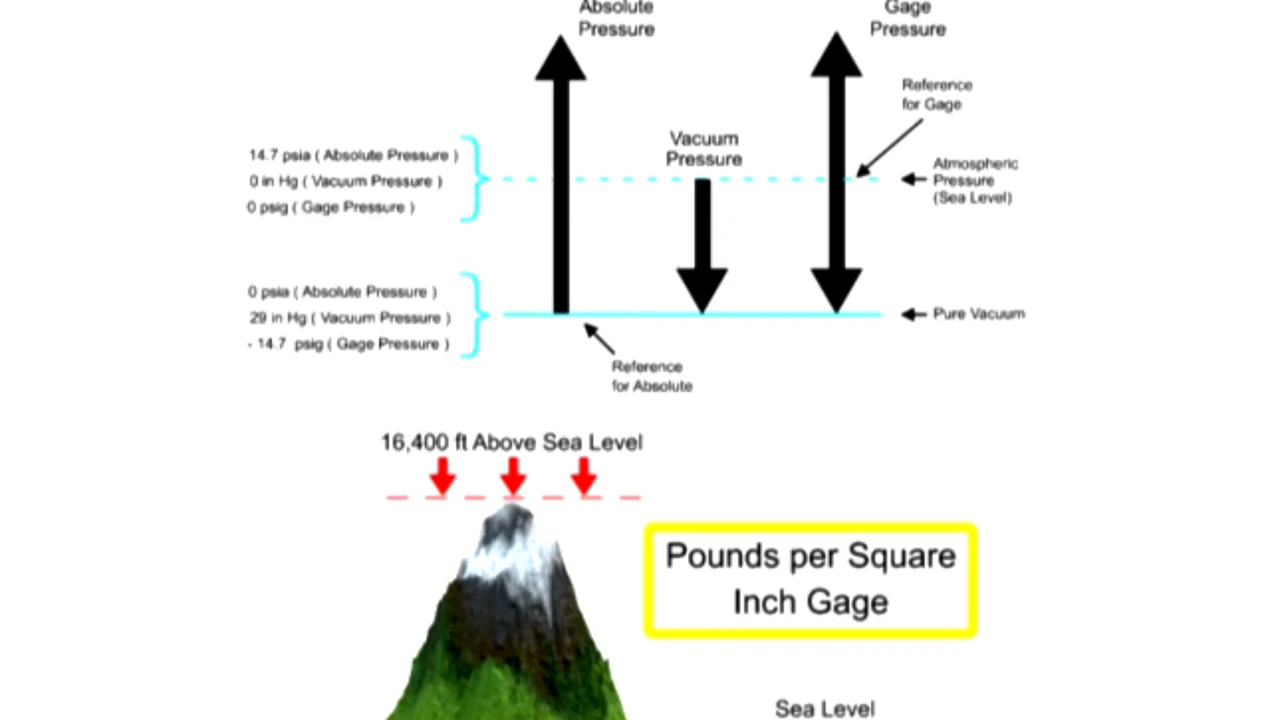 Absolute
Pressure
Gage
Pressure
Reference
for Gage
Vacuum
Pressure
14.7 psia ( Absolute Pressure )
0 in Hg ( Vacuum Pressure )
0 psig ( Gage Pressure )
Atmospheric
Pressure
(Sea Level)
0 psia ( Absolute Pressure )
29 in Hg ( Vacuum Pressure )
- 14.7 psig ( Gage Pressure )
Pure Vacuum
Reference
for Absolute
16,400 ft Above Sea Level
Pounds per Square
Inch Gage
Sea Level